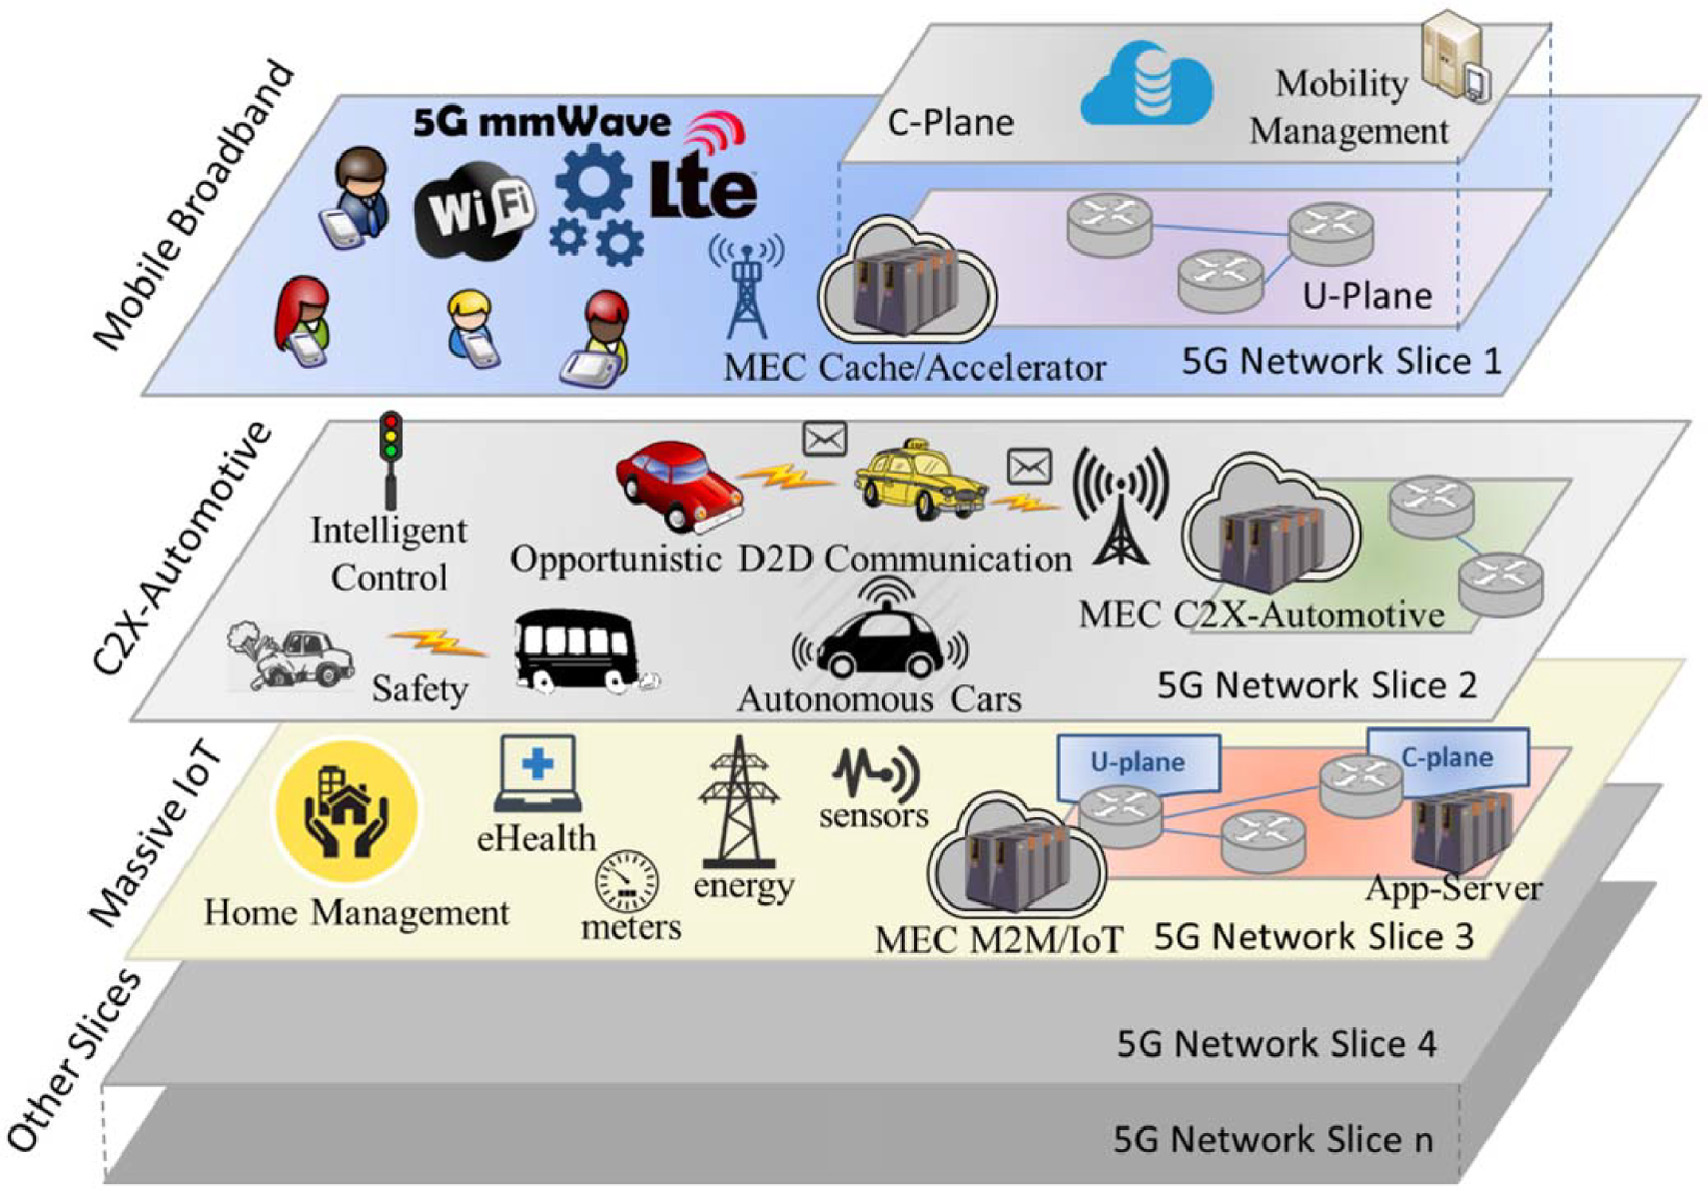 Mobile Broadband
5G mmWave
WiFi
Lte
C-Plane
Mobility
Management
U-Plane
MEC Cache/Accelerator
5G Network Slice 1
C2X-Automotive
Intelligent
Control
Opportunistic D2D Communication
MEC C2X-Automotive
Safety
Autonomous Cars
5G Network Slice 2
Massive IoT
Home Management
eHealth
meters
energy
sensors
U-plane
C-plane
App-Server
MEC M2M/IoT
5G Network Slice 3
Other Slices
5G Network Slice 4
5G Network Slice n